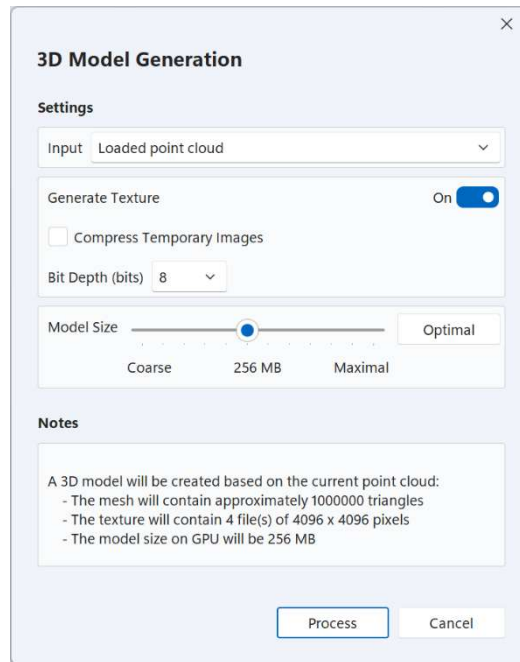 3D Model Generation
Settings
Input Loaded point cloud
Generate Texture On
Compress Temporary Images
Bit Depth (bits) 8
Model Size Optimal
Coarse 256 MB Maximal
Notes
A 3D model will be created based on the current point cloud:
- The mesh will contain approximately 1000000 triangles
- The texture will contain 4 file(s) of 4096 x 4096 pixels
- The model size on GPU will be 256 MB
Process Cancel